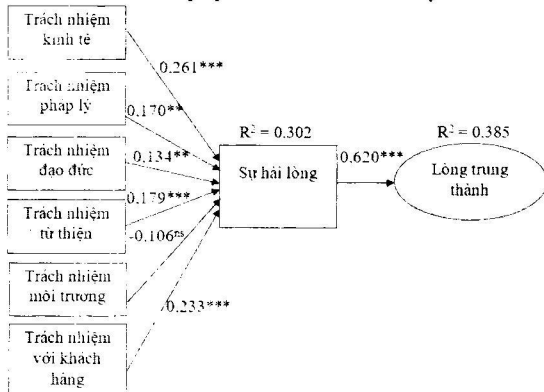 Trách nhiệm
kinh tế
0.261***
Trách nhiệm
pháp lý
0.170**
R² = 0.302
R² = 0.385
Trách nhiệm
đạo đức
0.134**
Sự hài lòng
0.620***
Lòng trung
thành
0.179***
Trách nhiệm
từ thiện
-0.106ns
Trách nhiệm
môi trường
0.233***
Trách nhiệm
với khách
hàng